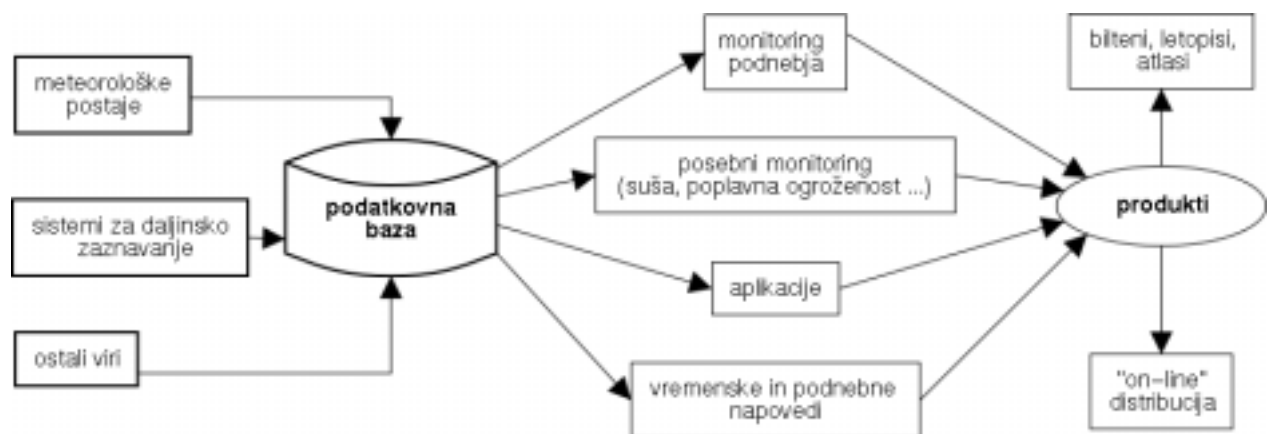 meteorološke
postaje
sistemi za daljinsko
zaznavanje
ostali viri
podatkovna
baza
monitoring
podnebja
posebni monitoring
(suša, poplavna ogroženost ...)
aplikacije
vremenske in podnebne
napovedi
produkti
bilteni, letopisi,
atlasi
"on-line"
distribucija